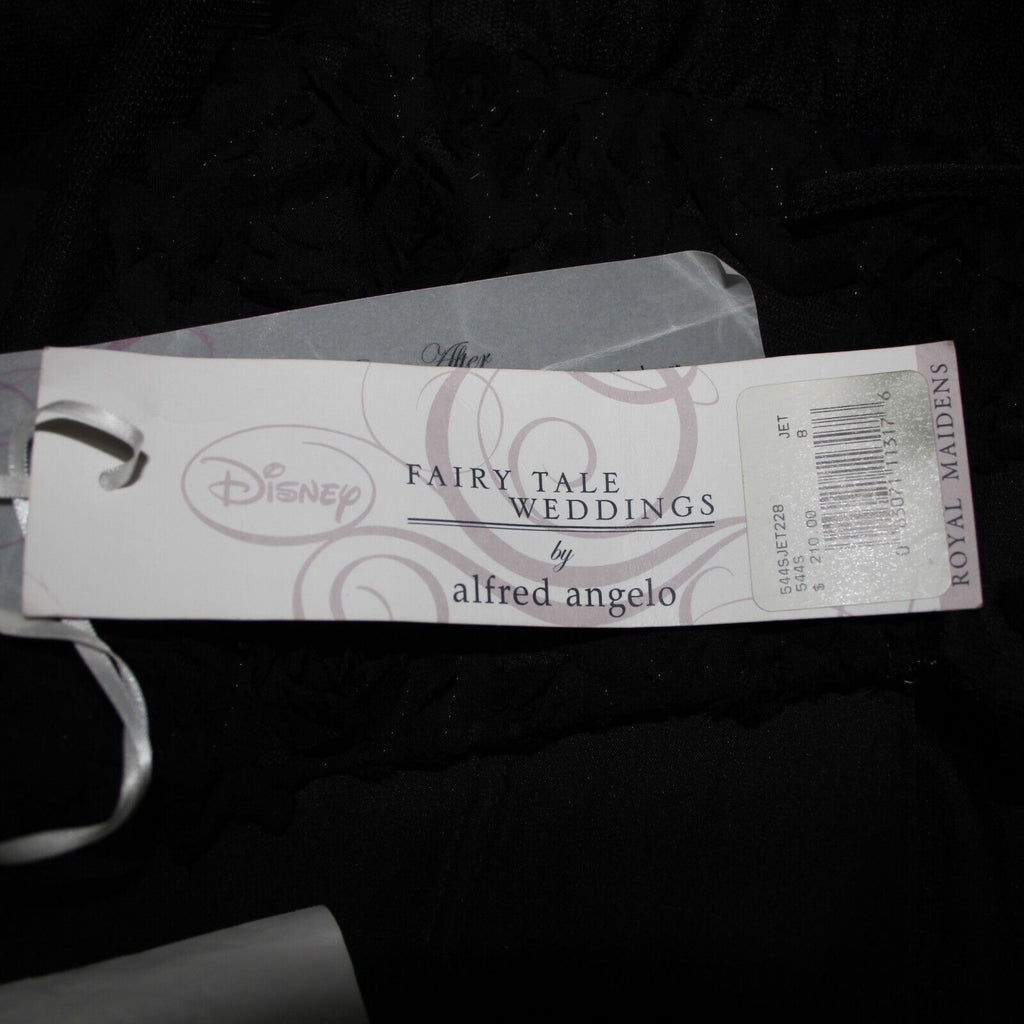 After
Disney
FAIRY TALE
WEDDINGS
by
alfred angelo
544SJET228 JET
544S 8
$ 210.00
ROYAL MAIDENS